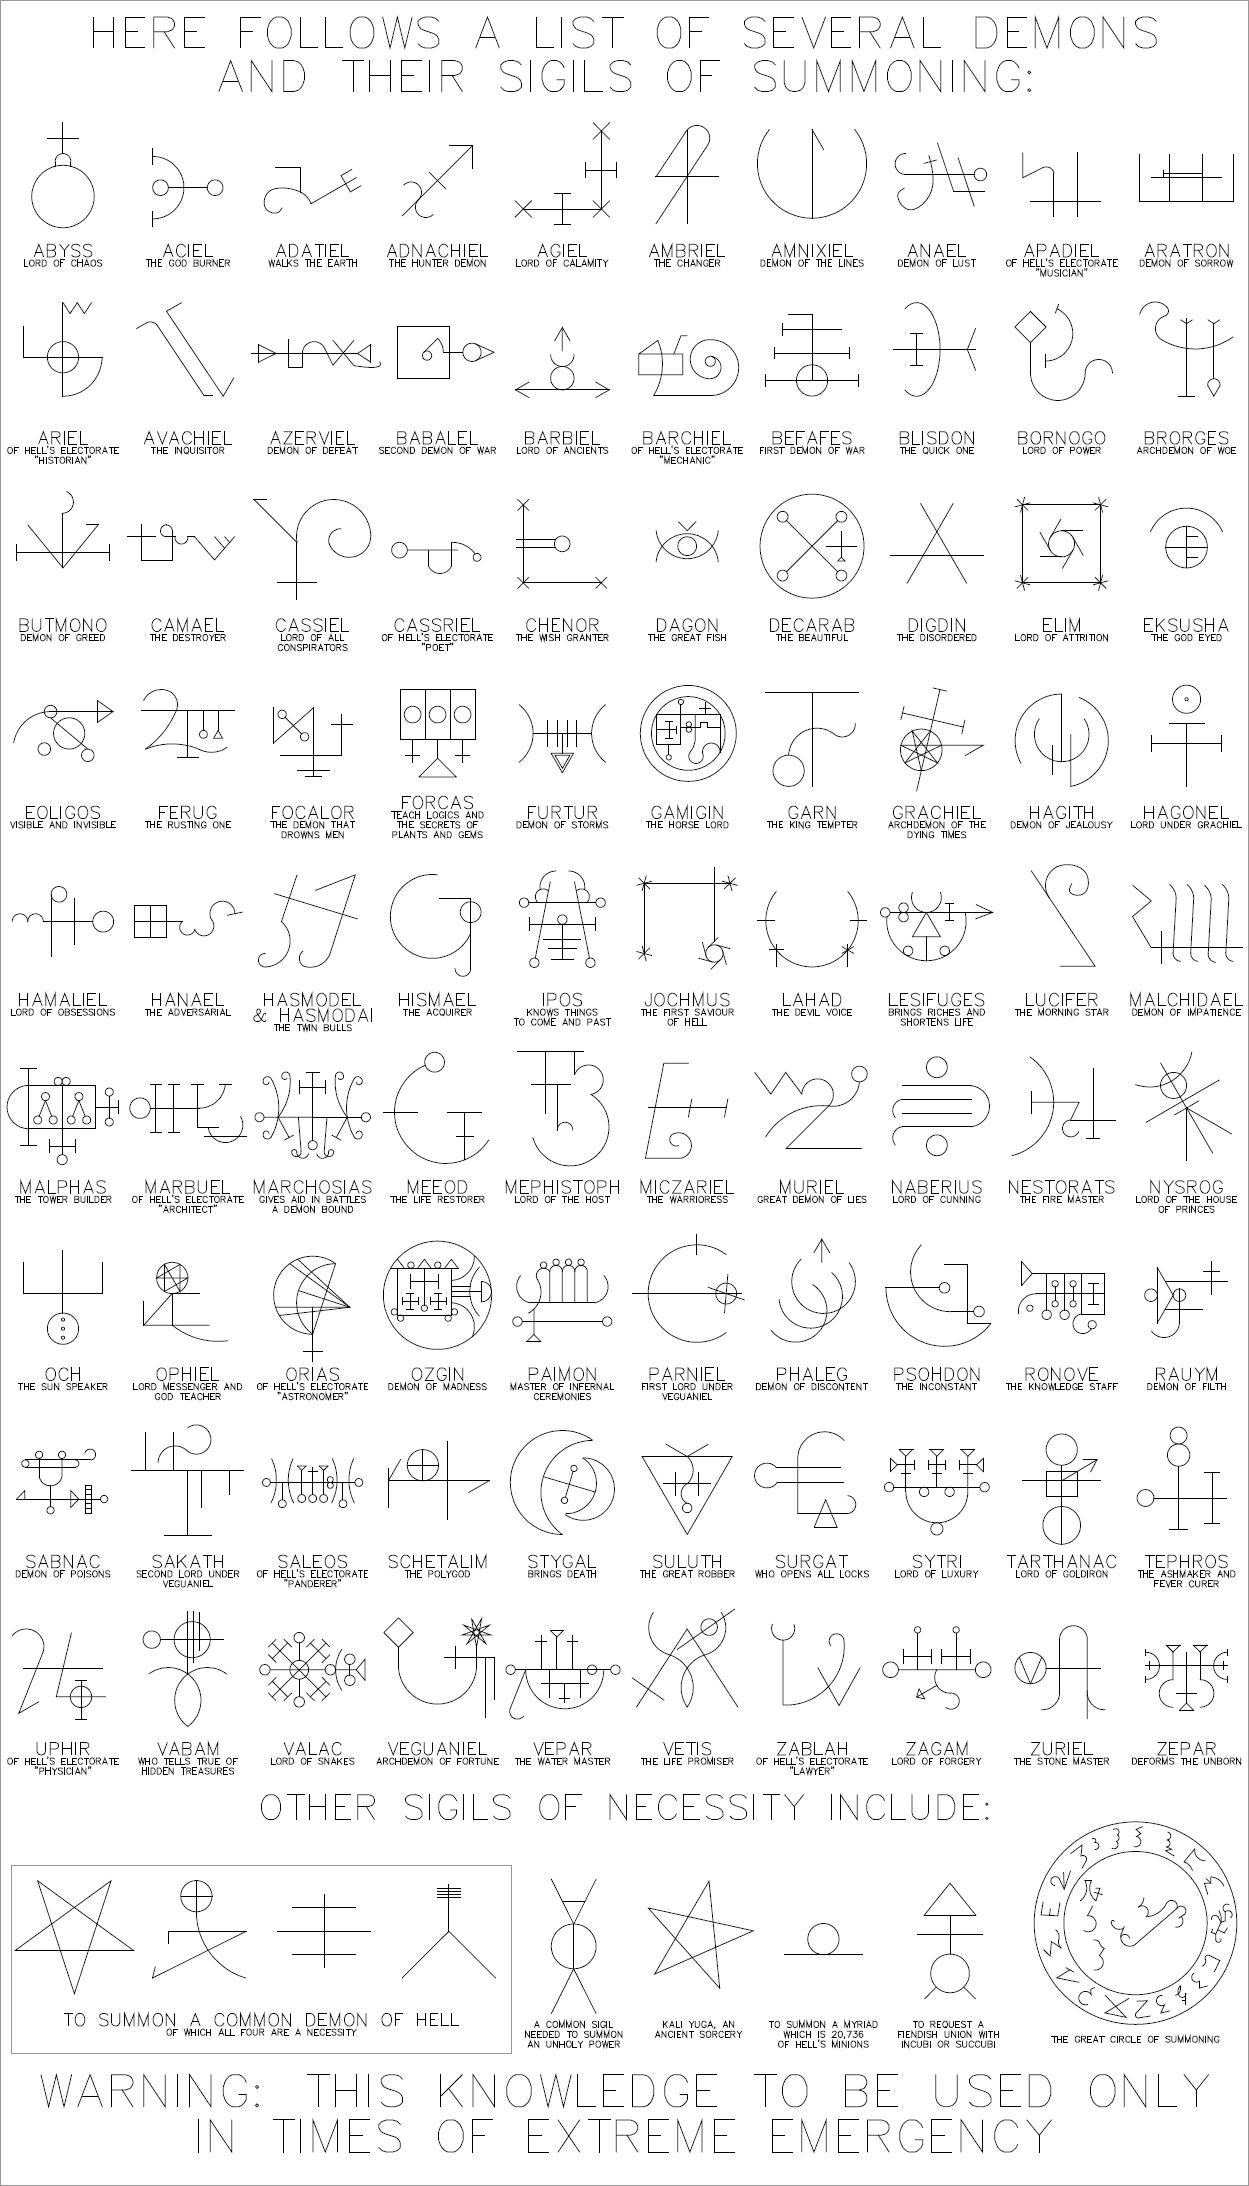 HERE FOLLOWS A LIST OF SEVERAL DEMONS
AND THEIR SIGILS OF SUMMONING:
ABYSS
LORD OF CHAOS
ACIEL
THE GOD BURNER
ADATIEL
WALKS THE EARTH
ADNACHIEL
THE HUNTER DEMON
AGIEL
LORD OF CALAMITY
AMBRIEL
THE CHANGER
AMNIXIEL
DEMON OF THE LINES
ANAEL
DEMON OF LUST
APADIEL
OF HELL'S ELECTORATE
"MUSICIAN"
ARATRON
DEMON OF SORROW
ARIEL
OF HELL'S ELECTORATE
"HISTORIAN"
AVACHIEL
THE INQUISITOR
AZERVIEL
DEMON OF DEFEAT
BABALEL
SECOND DEMON OF WAR
BARBIEL
LORD OF ANCIENTS
BARCHIEL
OF HELL'S ELECTORATE
"MECHANIC"
BEFAFES
FIRST DEMON OF WAR
BLISDON
THE QUICK ONE
BORNOGO
LORD OF POWER
BRORGES
ARCHDEMON OF WOE
BUTMONO
DEMON OF GREED
CAMAEL
THE DESTROYER
CASSIEL
LORD OF ALL
CONSPIRATORS
CASSRIEL
OF HELL'S ELECTORATE
"POET"
CHENOR
THE WISH GRANTER
DAGON
THE GREAT FISH
DECARAB
THE BEAUTIFUL
DIGDIN
THE DISORDERED
ELIM
LORD OF ATTRITION
EKSUSHA
THE GOD EYED
EOLIGOS
VISIBLE AND INVISIBLE
FERUG
THE RUSTING ONE
FOCALOR
THE DEMON THAT
DROWNS MEN
FORCAS
TEACH LOGICS AND
THE SECRETS OF
PLANTS AND GEMS
FURTUR
DEMON OF STORMS
GAMIGIN
THE HORSE LORD
GARN
THE KING TEMPTER
GRACHIEL
ARCHDEMON OF THE
DYING TIMES
HAGITH
DEMON OF JEALOUSY
HAGONEL
LORD UNDER GRACHIEL
HAMALIEL
LORD OF OBSESSIONS
HANAEL
THE ADVERSARIAL
HASMODEL
& HASMODAI
THE TWIN BULLS
HISMAEL
THE ACQUIRER
IPOS
KNOWS THINGS
TO COME AND PAST
JOCHMUS
THE FIRST SAVIOUR
OF HELL
LAHAD
THE DEVIL VOICE
LESIFUGES
BRINGS RICHES AND
SHORTENS LIFE
LUCIFER
THE MORNING STAR
MALCHIDAEL
DEMON OF IMPATIENCE
MALPHAS
THE TOWER BUILDER
MARBUEL
OF HELL'S ELECTORATE
"ARCHITECT"
MARCHOSIAS
GIVES AID IN BATTLES
A DEMON BOUND
MEEOD
THE LIFE RESTORER
MEPHISTOPH
LORD OF THE HOST
MICZARIEL
THE WARRIORESS
MURIEL
GREAT DEMON OF LIES
NABERIUS
LORD OF CUNNING
NESTORATS
THE FIRE MASTER
NYSROG
LORD OF THE HOUSE
OF PRINCES
OCH
THE SUN SPEAKER
OPHIEL
LORD MESSENGER AND
GOD TEACHER
ORIAS
OF HELL'S ELECTORATE
"ASTRONOMER"
OZGIN
DEMON OF MADNESS
PAIMON
MASTER OF INFERNAL
CEREMONIES
PARNIEL
FIRST LORD UNDER
VEGUANIEL
PHALEG
DEMON OF DISCONTENT
PSOHDON
THE INCONSTANT
RONOVE
THE KNOWLEDGE STAFF
RAUYM
DEMON OF FILTH
SABNAC
DEMON OF POISONS
SAKATH
SECOND LORD UNDER
VEGUANIEL
SALEOS
OF HELL'S ELECTORATE
"PANDERER"
SCHETALIM
THE POLYGOD
STYGAL
BRINGS DEATH
SULUTH
THE GREAT ROBBER
SURGAT
WHO OPENS ALL LOCKS
SYTRI
LORD OF LUXURY
TARTHANAC
LORD OF GOLDIRON
TEPHROS
THE ASHMAKER AND
FEVER CURER
UPHIR
OF HELL'S ELECTORATE
"PHYSICIAN"
VABAM
WHO TELLS TRUE OF
HIDDEN TREASURES
VALAC
LORD OF SNAKES
VEGUANIEL
ARCHDEMON OF FORTUNE
VEPAR
THE WATER MASTER
VETIS
THE LIFE PROMISER
ZABLAH
OF HELL'S ELECTORATE
"LAWYER"
ZAGAM
LORD OF FORGERY
ZURIEL
THE STONE MASTER
ZEPAR
DEFORMS THE UNBORN
OTHER SIGILS OF NECESSITY INCLUDE:
TO SUMMON A COMMON DEMON OF HELL
OF WHICH ALL FOUR ARE A NECESSITY
A COMMON SIGIL
NEEDED TO SUMMON
AN UNHOLY POWER
KALI YUGA, AN
ANCIENT SORCERY
TO SUMMON A MYRIAD
WHICH IS 20,736
OF HELL'S MINIONS
TO REQUEST A
FIENDISH UNION WITH
INCUBI OR SUCCUBI
THE GREAT CIRCLE OF SUMMONING
WARNING: THIS KNOWLEDGE TO BE USED ONLY
IN TIMES OF EXTREME EMERGENCY